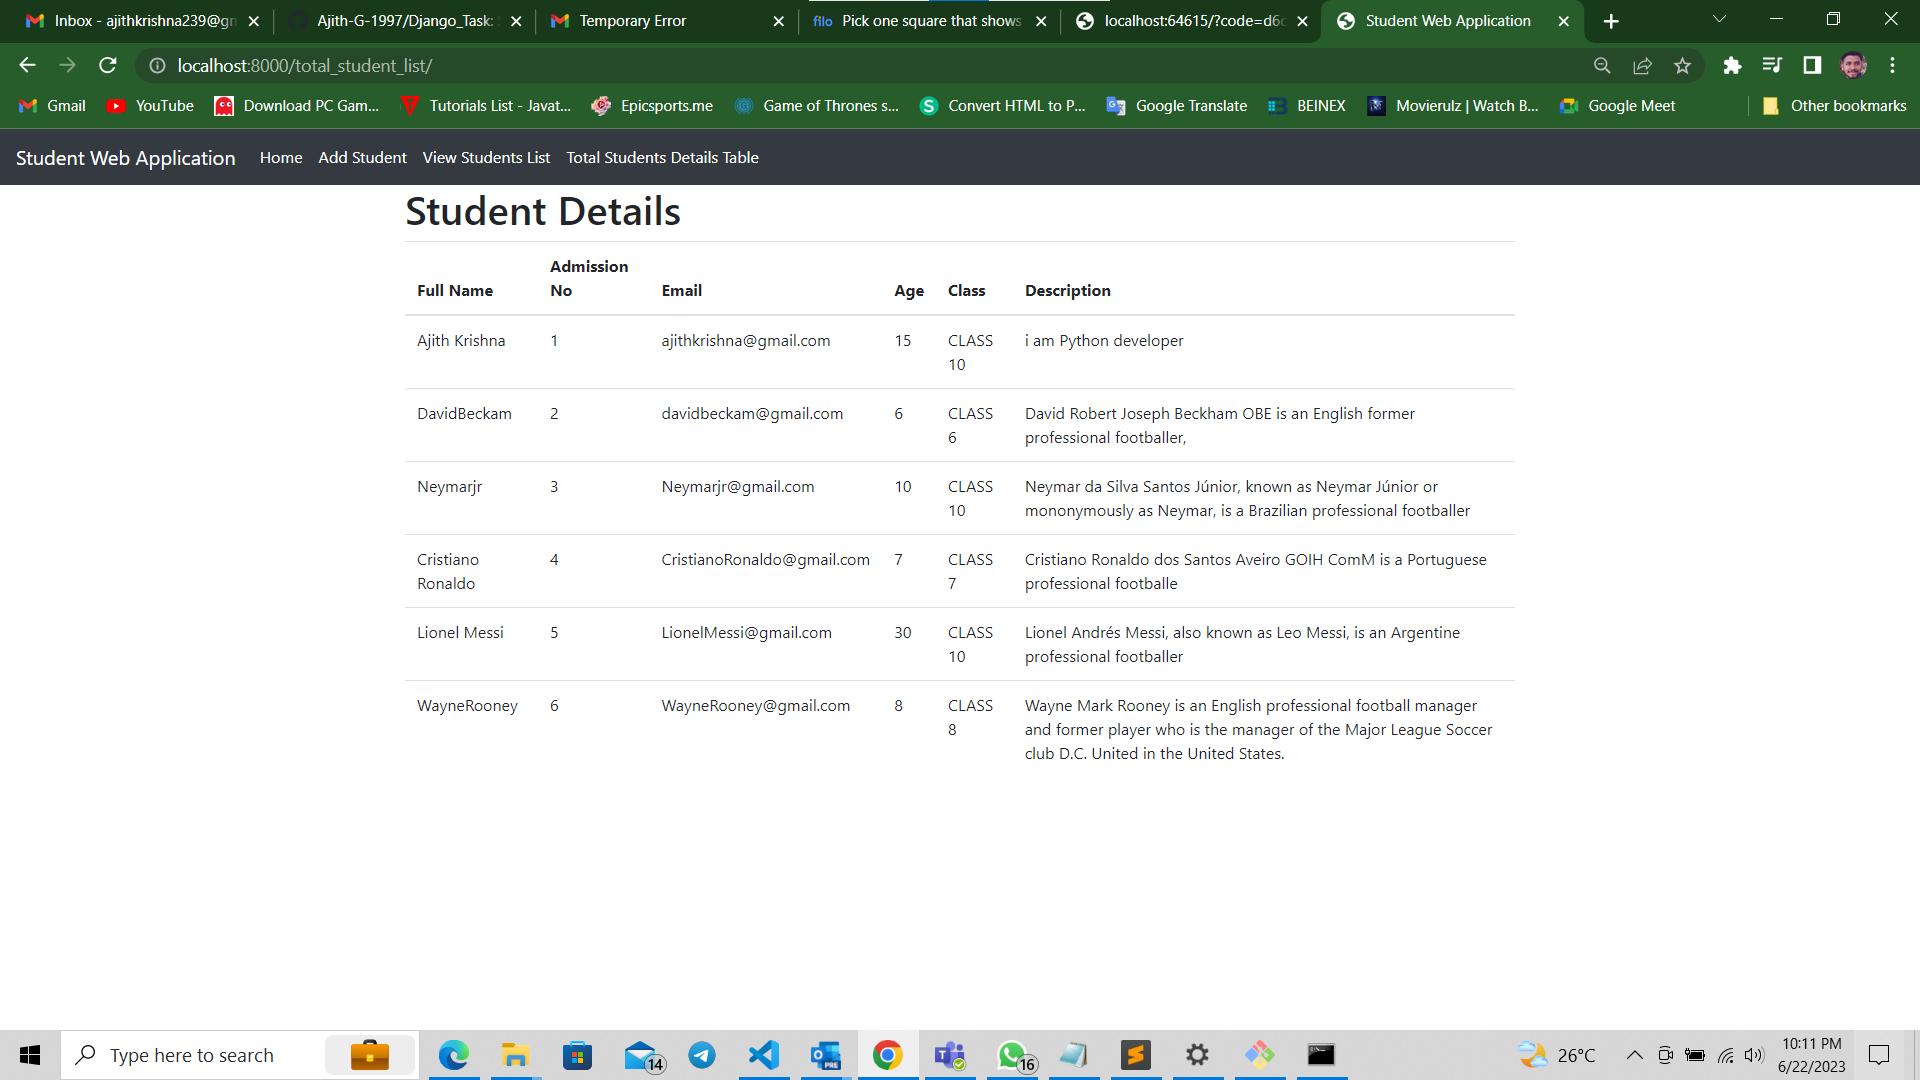 Inbox - ajithkrishna239@gm
Ajith-G-1997/Django_Task:
Temporary Error
filo Pick one square that shows
localhost:64615/?code=d6c
Student Web Application
localhost:8000/total_student_list/
Gmail YouTube Download PC Gam... Tutorials List - Javat... Epicsports.me Game of Thrones s... S Convert HTML to P... Google Translate BEINEX Movierulz | Watch B... Google Meet Other bookmarks
Student Web Application Home Add Student View Students List Total Students Details Table
Student Details
Admission
Full Name No Email Age Class Description
Ajith Krishna 1 ajithkrishna@gmail.com 15 CLASS i am Python developer
10
DavidBeckam 2 davidbeckam@gmail.com 6 CLASS David Robert Joseph Beckham OBE is an English former
6 professional footballer,
Neymarjr 3 Neymarjr@gmail.com 10 CLASS Neymar da Silva Santos Júnior, known as Neymar Júnior or
10 mononymously as Neymar, is a Brazilian professional footballer
Cristiano 4 CristianoRonaldo@gmail.com 7 CLASS Cristiano Ronaldo dos Santos Aveiro GOIH ComM is a Portuguese
Ronaldo 7 professional footballe
Lionel Messi 5 LionelMessi@gmail.com 30 CLASS Lionel Andrés Messi, also known as Leo Messi, is an Argentine
10 professional footballer
WayneRooney 6 WayneRooney@gmail.com 8 CLASS Wayne Mark Rooney is an English professional football manager
8 and former player who is the manager of the Major League Soccer
club D.C. United in the United States.
Type here to search 14 PRE 16 26°C 10:11 PM
6/22/2023